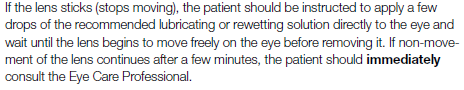 If the lens sticks (stops moving), the patient should be instructed to apply a few
drops of the recommended lubricating or rewetting solution directly to the eye and
wait until the lens begins to move freely on the eye before removing it. If non-move-
ment of the lens continues after a few minutes, the patient should immediately
consult the Eye Care Professional.